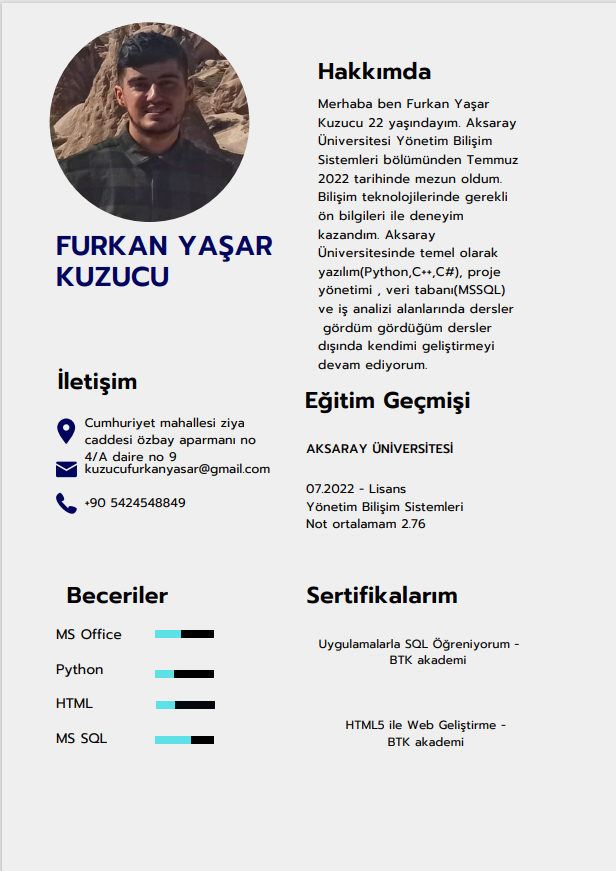 FURKAN YAŞAR
KUZUCU
İletişim
Cumhuriyet mahallesi ziya
caddesi özbay aparmanı no
4/A daire no 9
kuzucufurkanyasar@gmail.com
+90 5424548849
Beceriler
MS Office
Python
HTML
MS SQL
Hakkımda
Merhaba ben Furkan Yaşar
Kuzucu 22 yaşındayım. Aksaray
Üniversitesi Yönetim Bilişim
Sistemleri bölümünden Temmuz
2022 tarihinde mezun oldum.
Bilişim teknolojilerinde gerekli
ön bilgileri ile deneyim
kazandım. Aksaray
Üniversitesinde temel olarak
yazılım(Python,C++,C#), proje
yönetimi , veri tabanı(MSSQL)
ve iş analizi alanlarında dersler
gördüm gördüğüm dersler
dışında kendimi geliştirmeyi
devam ediyorum.
Eğitim Geçmişi
AKSARAY ÜNİVERSİTESİ
07.2022 - Lisans
Yönetim Bilişim Sistemleri
Not ortalamam 2.76
Sertifikalarım
Uygulamalarla SQL Öğreniyorum -
BTK akademi
HTML5 ile Web Geliştirme -
BTK akademi